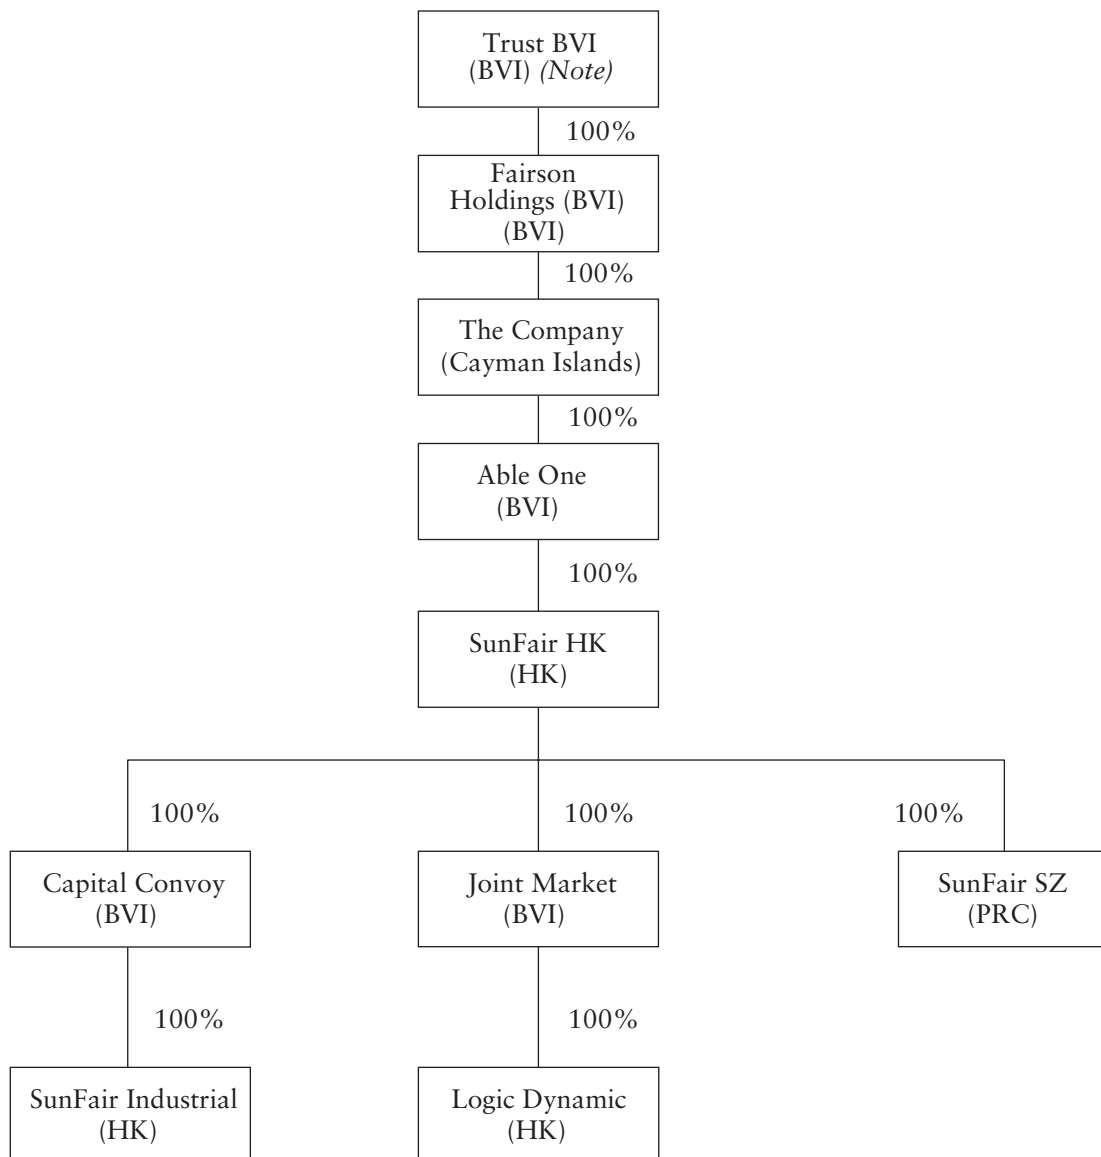 Trust BVI
(BVI) (Note)
100%
Fairson
Holdings (BVI)
(BVI)
100%
The Company
(Cayman Islands)
100%
Able One
(BVI)
100%
SunFair HK
(HK)
100%
100%
100%
Capital Convoy
(BVI)
Joint Market
(BVI)
SunFair SZ
(PRC)
100%
100%
SunFair Industrial
(HK)
Logic Dynamic
(HK)